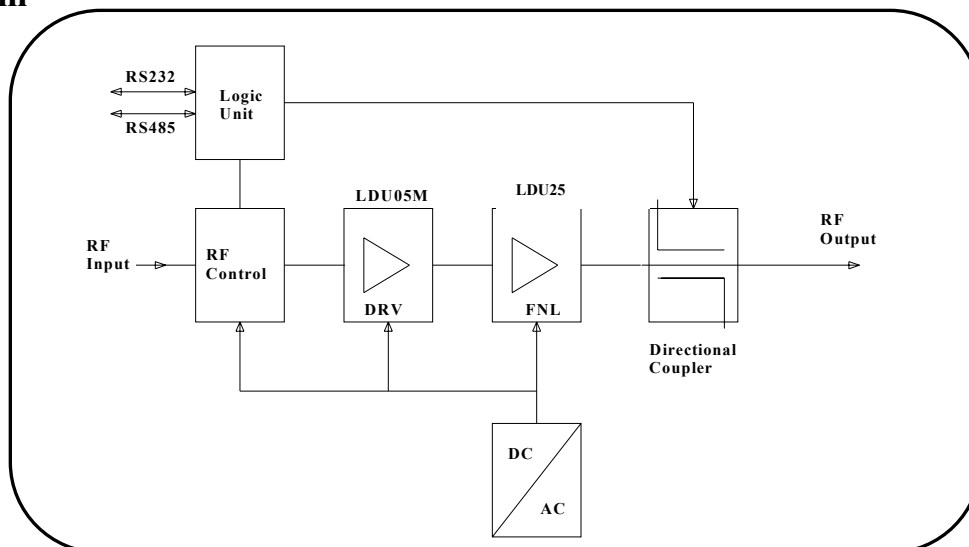 RS232
Logic
Unit
RS485
LDU05M
LDU25
RF
Input
RF
Control
DRV
FNL
RF
Output
Directional
Coupler
DC
AC